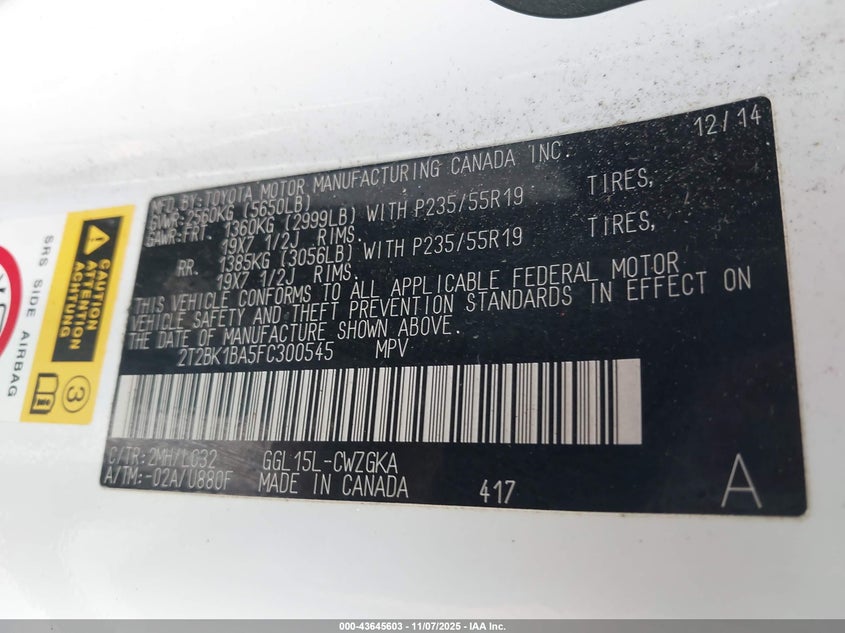 12/14
MFD.BY:TOYOTA MOTOR MANUFACTURING CANADA INC.
GVWR:2560KG (5650LB)
GAWR:FRT. 1360KG (2999LB) WITH P235/55R19 TIRES,
19X7 1/2J RIMS.
RR. 1385KG (3056LB) WITH P235/55R19 TIRES,
19X7 1/2J RIMS.
THIS VEHICLE CONFORMS TO ALL APPLICABLE FEDERAL MOTOR
VEHICLE SAFETY AND THEFT PREVENTION STANDARDS IN EFFECT ON
THE DATE OF MANUFACTURE SHOWN ABOVE.
2T2BK1BA5FC300545 MPV
C/TR:2MH/LC32 GGL15L-CWZGKA
A/TM:-02A/U880F MADE IN CANADA 417 A
SRS SIDE AIRBAG
CAUTION
ATTENTION
ACHTUNG
3
000-43645603 - 11/07/2025 - IAA Inc.